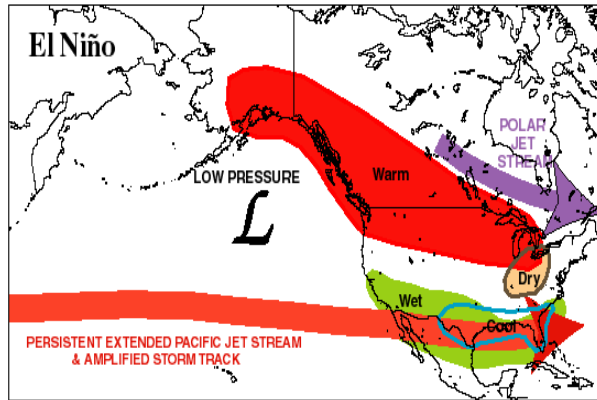 El Niño
POLAR
JET
STREAM
Warm
LOW PRESSURE
L
Dry
Wet
Cool
PERSISTENT EXTENDED PACIFIC JET STREAM
& AMPLIFIED STORM TRACK